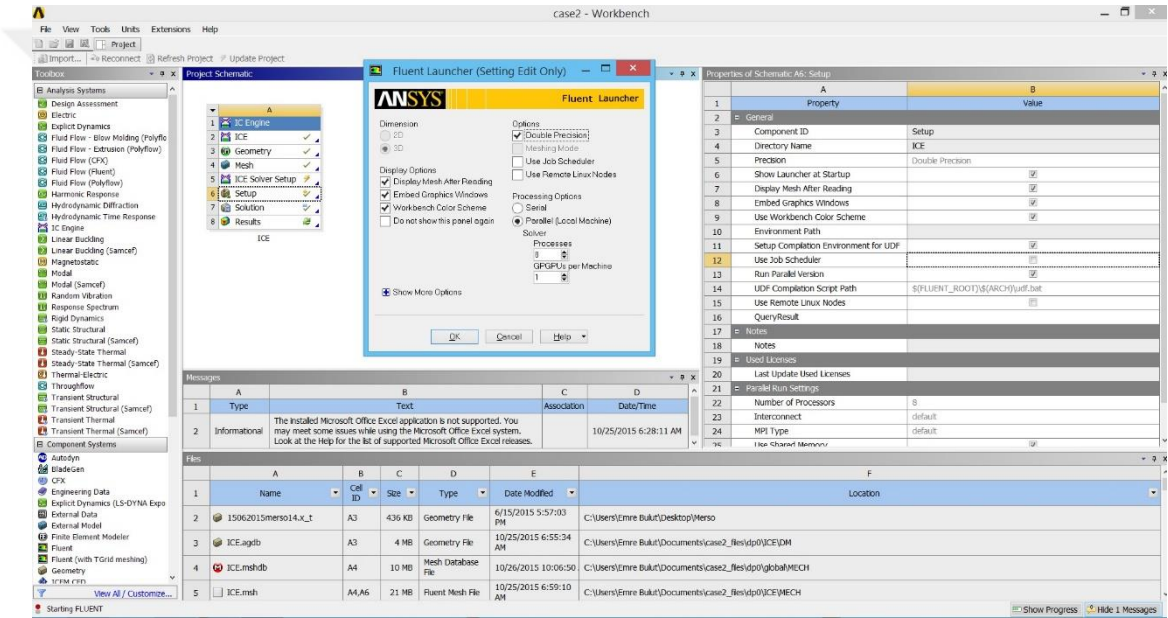 case2 - Workbench
File View Tools Units Extensions Help
Project
Import... Reconnect Refresh Project Update Project
Toolbox
Analysis Systems
Design Assessment
Electric
Explicit Dynamics
Fluid Flow - Blow Molding (Polyflo
Fluid Flow - Extrusion (Polyflow)
Fluid Flow (CFX)
Fluid Flow (Fluent)
Fluid Flow (Polyflow)
Harmonic Response
Hydrodynamic Diffraction
Hydrodynamic Time Response
IC Engine
Linear Buckling
Linear Buckling (Samcef)
Magnetostatic
Modal
Modal (Samcef)
Random Vibration
Response Spectrum
Rigid Dynamics
Static Structural
Static Structural (Samcef)
Steady-State Thermal
Steady-State Thermal (Samcef)
Thermal-Electric
Throughflow
Transient Structural
Transient Structural (Samcef)
Transient Thermal
Transient Thermal (Samcef)
Component Systems
Autodyn
BladeGen
CFX
Engineering Data
Explicit Dynamics (LS-DYNA Expo
External Data
External Model
Finite Element Modeler
Fluent
Fluent (with TGrid meshing)
Geometry
ICEM CFD
View All / Customize...
Starting FLUENT
Project Schematic
A
1 IC Engine
2 ICE
3 Geometry
4 Mesh
5 ICE Solver Setup
6 Setup
7 Solution
8 Results
ICE
Fluent Launcher (Setting Edit Only)
ANSYS Fluent Launcher
Dimension
2D
3D
Display Options
Display Mesh After Reading
Embed Graphics Windows
Workbench Color Scheme
Do not show this panel again
Options
Double Precision
Meshing Mode
Use Job Scheduler
Use Remote Linux Nodes
Processing Options
Serial
Parallel (Local Machine)
Solver
Processes
8
GPGPUs per Machine
1
Show More Options
OK Cancel Help
Properties of Schematic A6: Setup
A B
1 Property Value
2 General
3 Component ID Setup
4 Directory Name ICE
5 Precision Double Precision
6 Show Launcher at Startup
7 Display Mesh After Reading
8 Embed Graphics Windows
9 Use Workbench Color Scheme
10 Environment Path
11 Setup Compilation Environment for UDF
12 Use Job Scheduler
13 Run Parallel Version
14 UDF Compilation Script Path $(FLUENT_ROOT)\$(ARCH)\udf.bat
15 Use Remote Linux Nodes
16 QueryResult
17 Notes
18 Notes
19 Used Licenses
20 Last Update Used Licenses
21 Parallel Run Settings
22 Number of Processors 8
23 Interconnect default
24 MPI Type default
25 Use Shared Memory
Messages
A B C D
1 Type Text Association Date/Time
2 Informational The installed Microsoft Office Excel application is not supported. You
may meet some issues while using the Microsoft Office Excel system.
Look at the Help for the list of supported Microsoft Office Excel releases.
10/25/2015 6:28:11 AM
Files
A B C D E F
1 Name Cell ID Size Type Date Modified Location
2 15062015merso14.x_t A3 436 KB Geometry File 6/15/2015 5:57:03 PM C:\Users\Emre Bulut\Desktop\Merso
3 ICE.agdb A3 4 MB Geometry File 10/25/2015 6:55:34 AM C:\Users\Emre Bulut\Documents\case2_files\dp0\ICE\DM
4 ICE.mshdb A4 10 MB Mesh Database File 10/26/2015 10:06:50 C:\Users\Emre Bulut\Documents\case2_files\dp0\global\MECH
5 ICE.msh A4,A6 21 MB Fluent Mesh File 10/25/2015 6:59:10 AM C:\Users\Emre Bulut\Documents\case2_files\dp0\ICE\MECH
Show Progress Hide 1 Messages